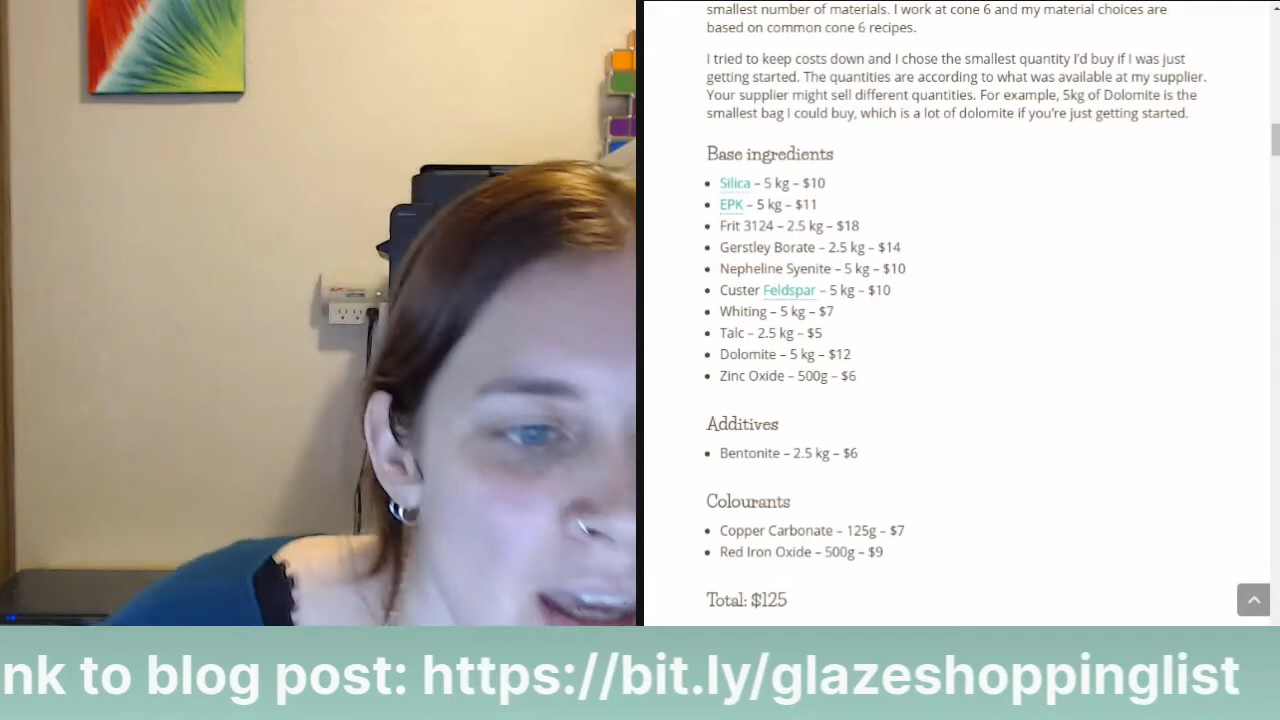 smallest number of materials. I work at cone 6 and my material choices are
based on common cone 6 recipes.
I tried to keep costs down and I chose the smallest quantity I'd buy if I was just
getting started. The quantities are according to what was available at my supplier.
Your supplier might sell different quantities. For example, 5kg of Dolomite is the
smallest bag I could buy, which is a lot of dolomite if you're just getting started.
Base ingredients
Silica – 5 kg – $10
EPK – 5 kg – $11
Frit 3124 – 2.5 kg – $18
Gerstley Borate – 2.5 kg – $14
Nepheline Syenite – 5 kg – $10
Custer Feldspar – 5 kg – $10
Whiting – 5 kg – $7
Talc – 2.5 kg – $5
Dolomite – 5 kg – $12
Zinc Oxide – 500g – $6
Additives
Bentonite – 2.5 kg – $6
Colourants
Copper Carbonate – 125g – $7
Red Iron Oxide – 500g – $9
Total: $125
nk to blog post: https://bit.ly/glazeshoppinglist